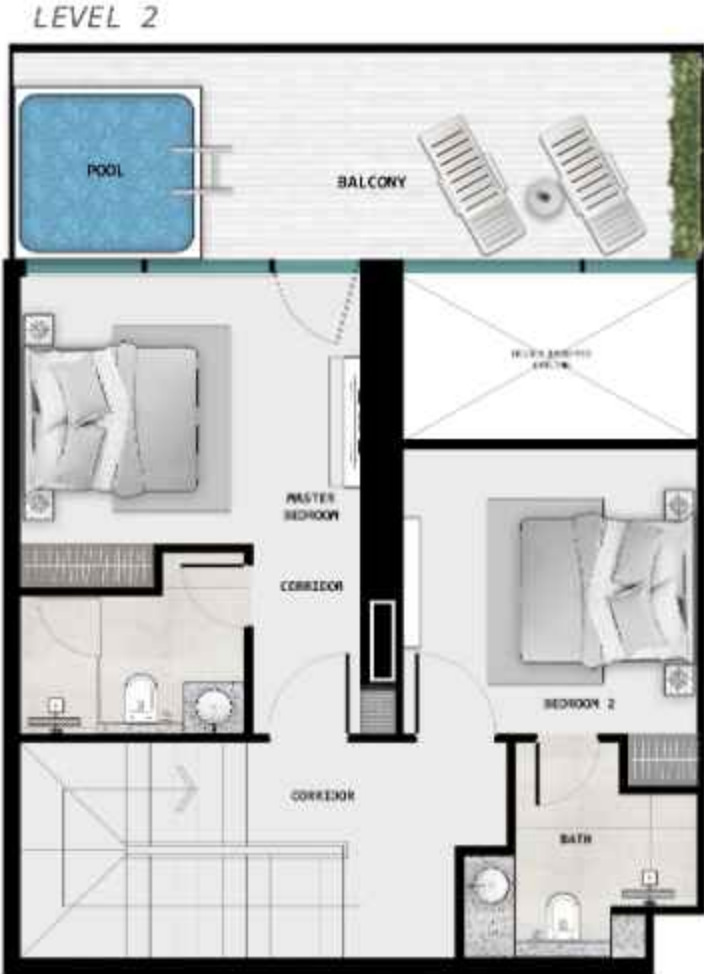 LEVEL 2
POOL
BALCONY
MASTER
BEDROOM
CORRIDOR
BEDROOM 2
CORRIDOR
BATH